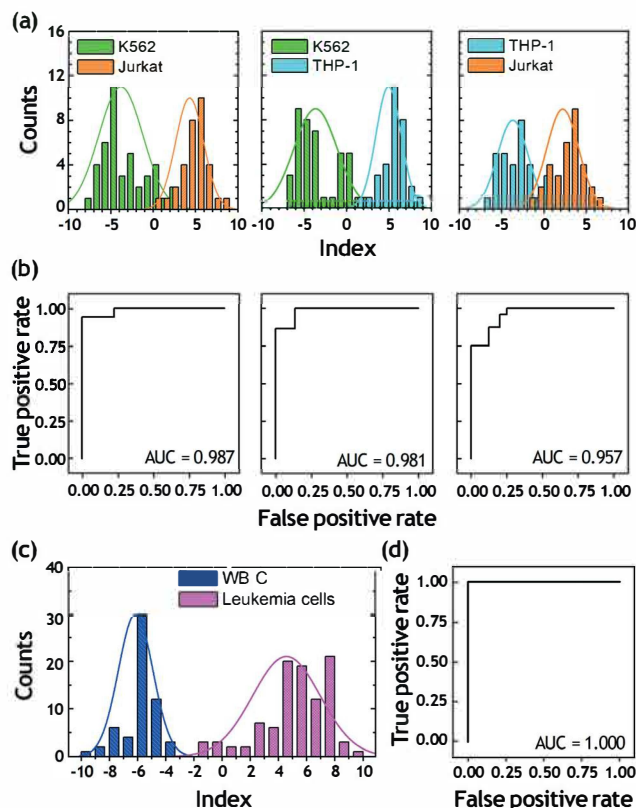 (a)
16
12
8
4
0
Counts
K562
Jurkat
K562
THP-1
THP-1
Jurkat
-10 -5 0 5 10
-10 -5 0 5 10
-10 -5 0 5 10
Index
(b)
True positive rate
1.00
0.75
0.50
0.25
0.00
AUC = 0.987
AUC = 0.981
AUC = 0.957
0.00 0.25 0.50 0.75 1.00
0.00 0.25 0.50 0.75 1.00
0.00 0.25 0.50 0.75 1.00
False positive rate
(c)
40
30
20
10
0
Counts
WB C
Leukemia cells
-10 -8 -6 -4 -2 0 2 4 6 8 10
Index
(d)
True positive rate
1.00
0.75
0.50
0.25
0.00
AUC = 1.000
0.00 0.25 0.50 0.75 1.00
False positive rate